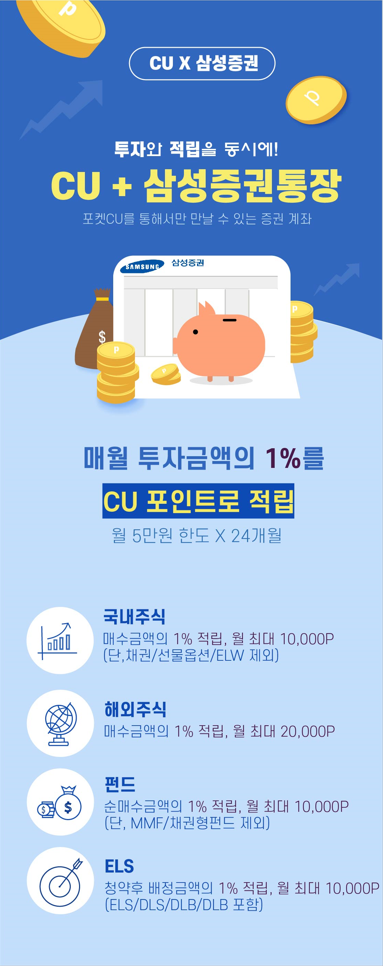 CU X 삼성증권
투자와 적립을 동시에!
CU + 삼성증권통장
포켓CU를 통해서만 만날 수 있는 증권 계좌
SAMSUNG 삼성증권
매월 투자금액의 1%를
CU 포인트로 적립
월 5만원 한도 X 24개월
국내주식
매수금액의 1% 적립, 월 최대 10,000P
(단,채권/선물옵션/ELW 제외)
해외주식
매수금액의 1% 적립, 월 최대 20,000P
펀드
순매수금액의 1% 적립, 월 최대 10,000P
(단, MMF/채권형펀드 제외)
ELS
청약후 배정금액의 1% 적립, 월 최대 10,000P
(ELS/DLS/DLB/DLB 포함)